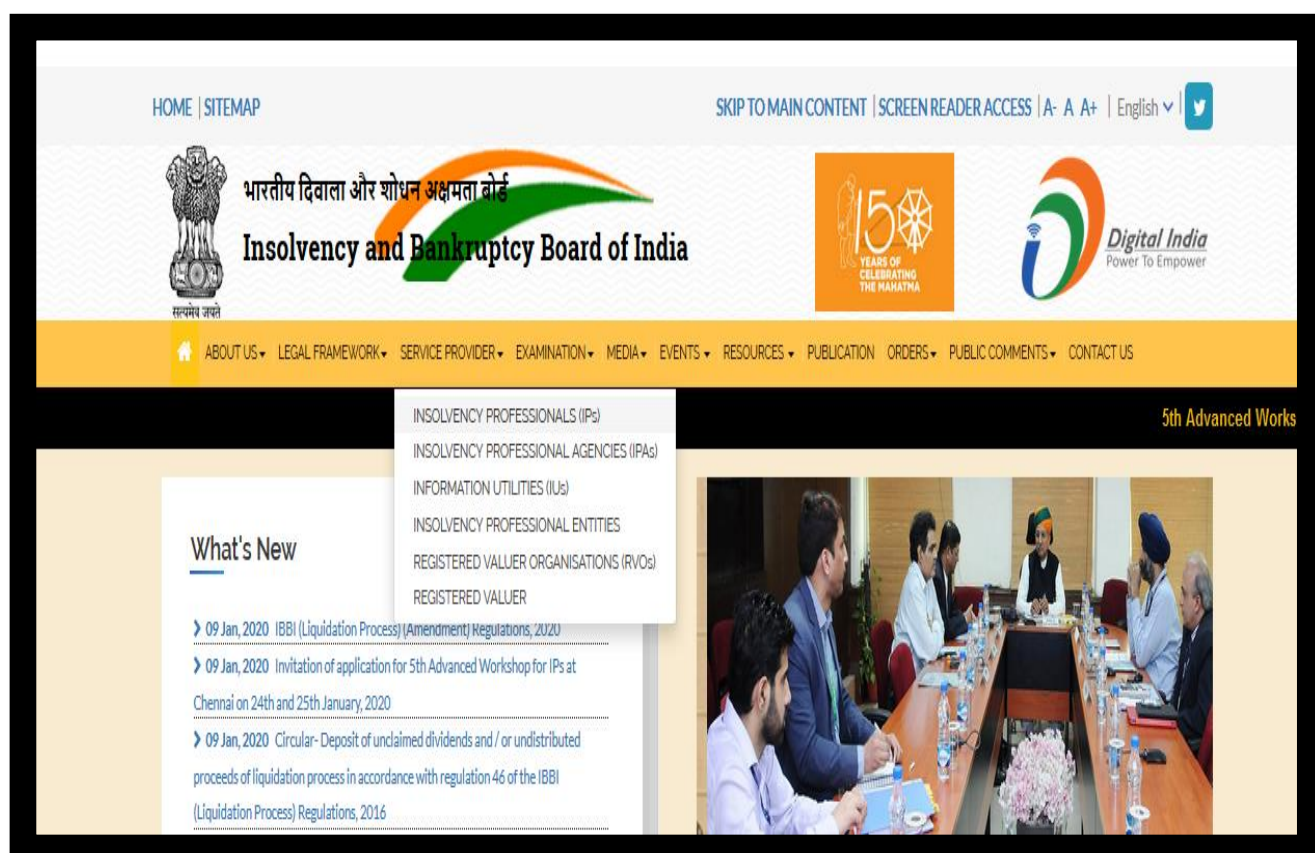 HOME | SITEMAP
SKIP TO MAIN CONTENT | SCREEN READER ACCESS | A- A A+ | English
भारतीय दिवाला और शोधन अक्षमता बोर्ड
Insolvency and Bankruptcy Board of India
सत्यमेव जयते
150
YEARS OF
CELEBRATING
THE MAHATMA
Digital India
Power To Empower
ABOUT US LEGAL FRAMEWORK SERVICE PROVIDER EXAMINATION MEDIA EVENTS RESOURCES PUBLICATION ORDERS PUBLIC COMMENTS CONTACT US
5th Advanced Works
INSOLVENCY PROFESSIONALS (IPs)
INSOLVENCY PROFESSIONAL AGENCIES (IPAs)
INFORMATION UTILITIES (IUs)
INSOLVENCY PROFESSIONAL ENTITIES
REGISTERED VALUER ORGANISATIONS (RVOs)
REGISTERED VALUER
What's New
09 Jan, 2020 IBBI (Liquidation Process) (Amendment) Regulations, 2020
09 Jan, 2020 Invitation of application for 5th Advanced Workshop for IPs at
Chennai on 24th and 25th January, 2020
09 Jan, 2020 Circular- Deposit of unclaimed dividends and / or undistributed
proceeds of liquidation process in accordance with regulation 46 of the IBBI
(Liquidation Process) Regulations, 2016